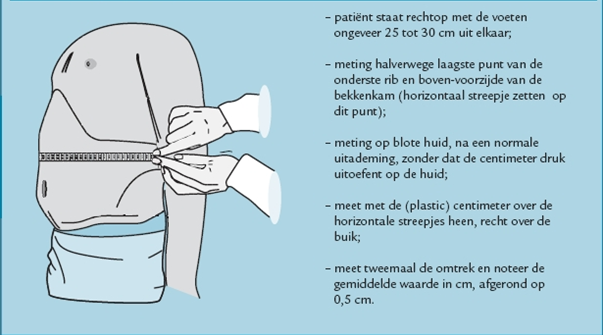 – patiënt staat rechtop met de voeten
ongeveer 25 tot 30 cm uit elkaar;
– meting halverwege laagste punt van de
onderste rib en boven-voorzijde van de
bekkenkam (horizontaal streepje zetten op
dit punt);
– meting op blote huid, na een normale
uitademing, zonder dat de centimeter druk
uitoefent op de huid;
– meet met de (plastic) centimeter over de
horizontale streepjes heen, recht over de
buik;
– meet tweemaal de omtrek en noteer de
gemiddelde waarde in cm, afgerond op
0,5 cm.